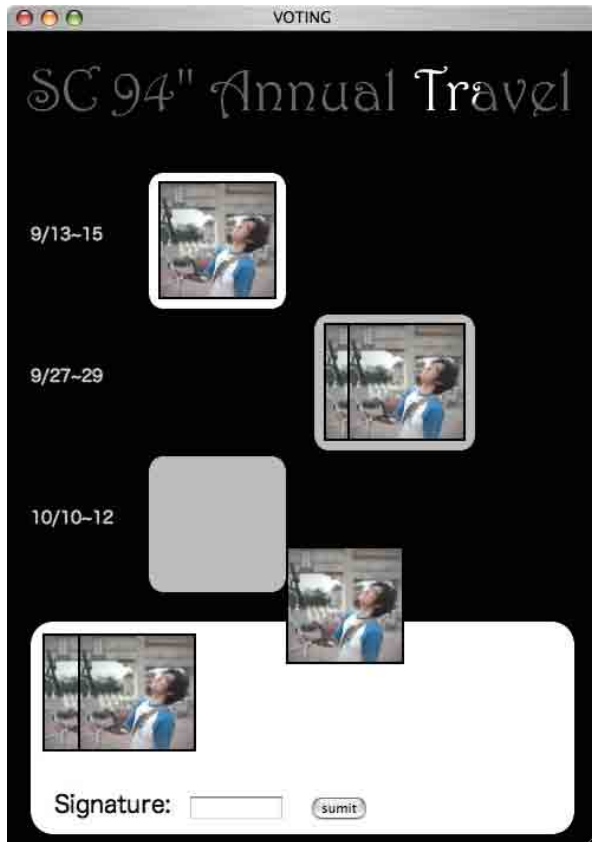 VOTING
SC 94" Annual Travel
9/13~15
9/27~29
10/10~12
Signature:
sumit